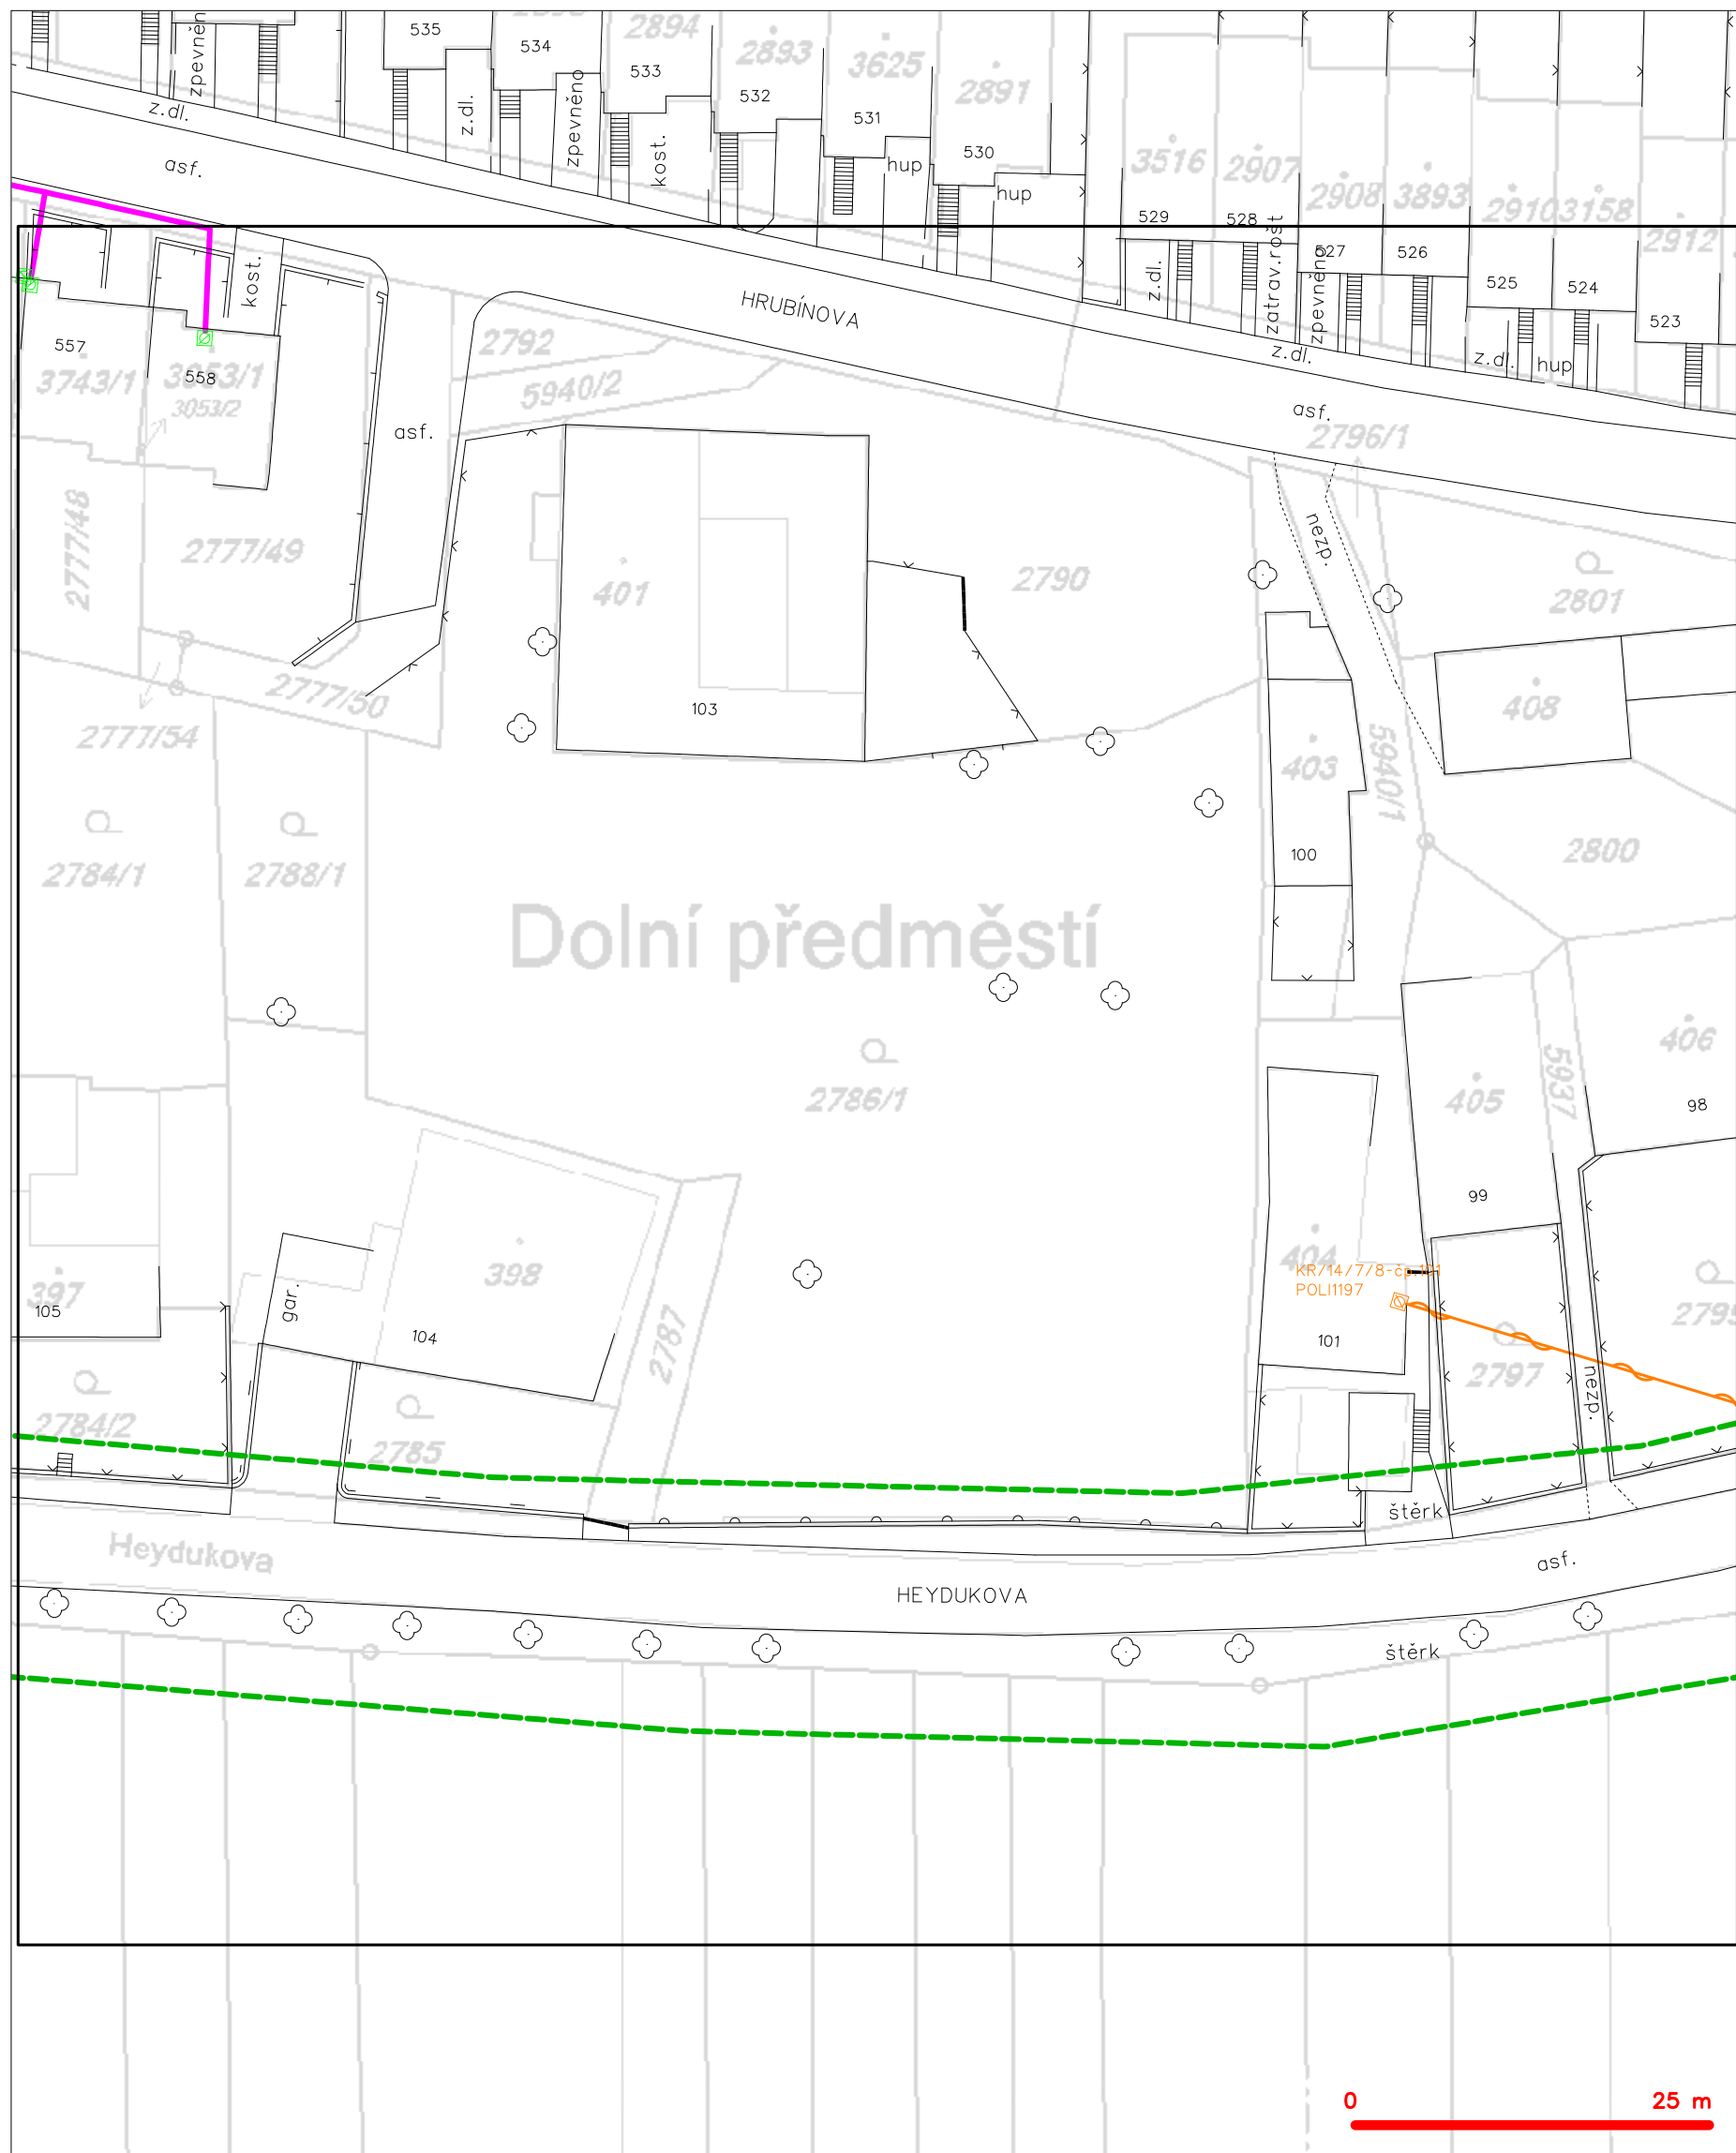 535
534
533
532
531
530
529
528
527
526
525
524
523
2894
2893
3625
2891
3516
2907
2908
3893
2910
3158
2912
zpevněn
z.dl.
z.dl.
zpevněno
kost.
hup
hup
asf.
z.dl.
zatrav.rošt
zpevněno
z.dl.
z.dl.
hup
kost.
HRUBÍNOVA
557
3743/1
558
3053/2
2792
5940/2
asf.
asf.
2796/1
nezp.
2777/48
2777/49
401
2790
2801
2777/50
2777/54
103
408
403
5940/1
2784/1
2788/1
100
2800
Dolní předměstí
406
2786/1
405
5937
98
99
398
404
397
105
gar.
104
2787
KR/14/7/8-čp.101
POLI1197
101
2797
nezp.
2784/2
2785
štěrk
Heydukova
HEYDUKOVA
asf.
štěrk
0
25 m